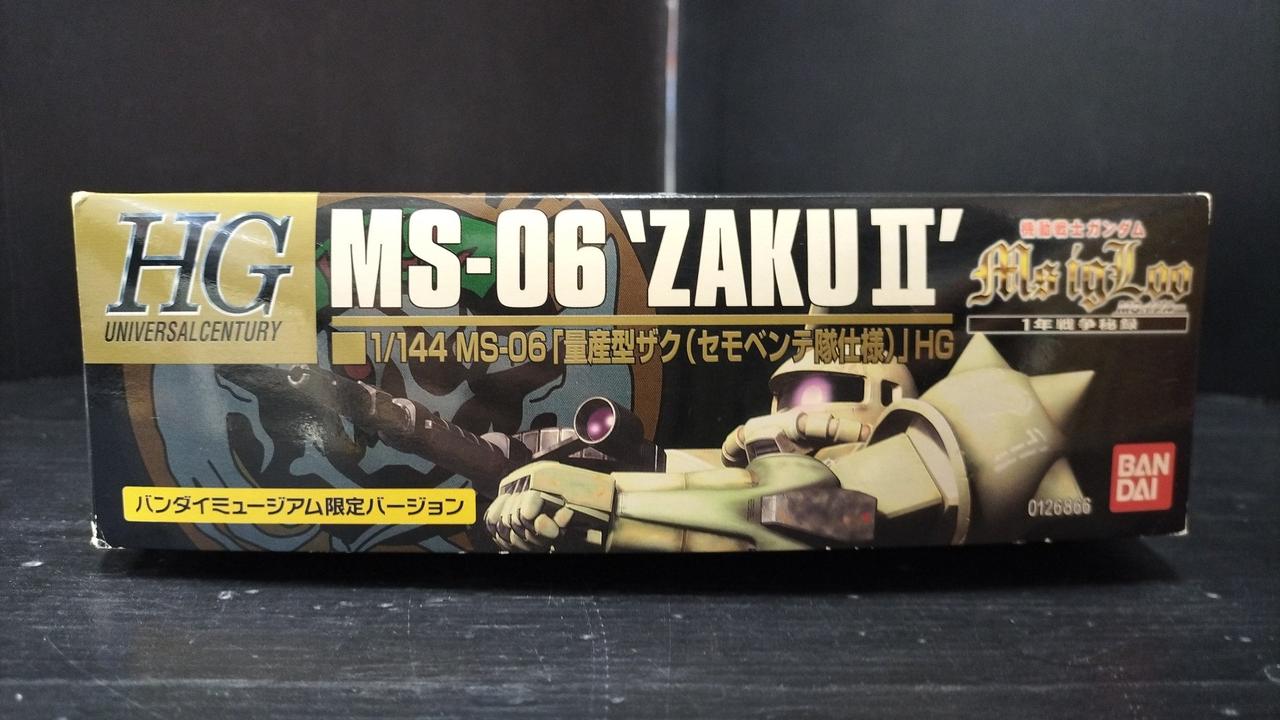 HG
UNIVERSAL CENTURY
MS-06 'ZAKU II'
1/144 MS-06「量産型ザク（セモベンテ隊仕様）」HG
機動戦士ガンダム
MS igLoo
1年戦争秘録
バンダイミュージアム限定バージョン
0126866
BAN
DAI